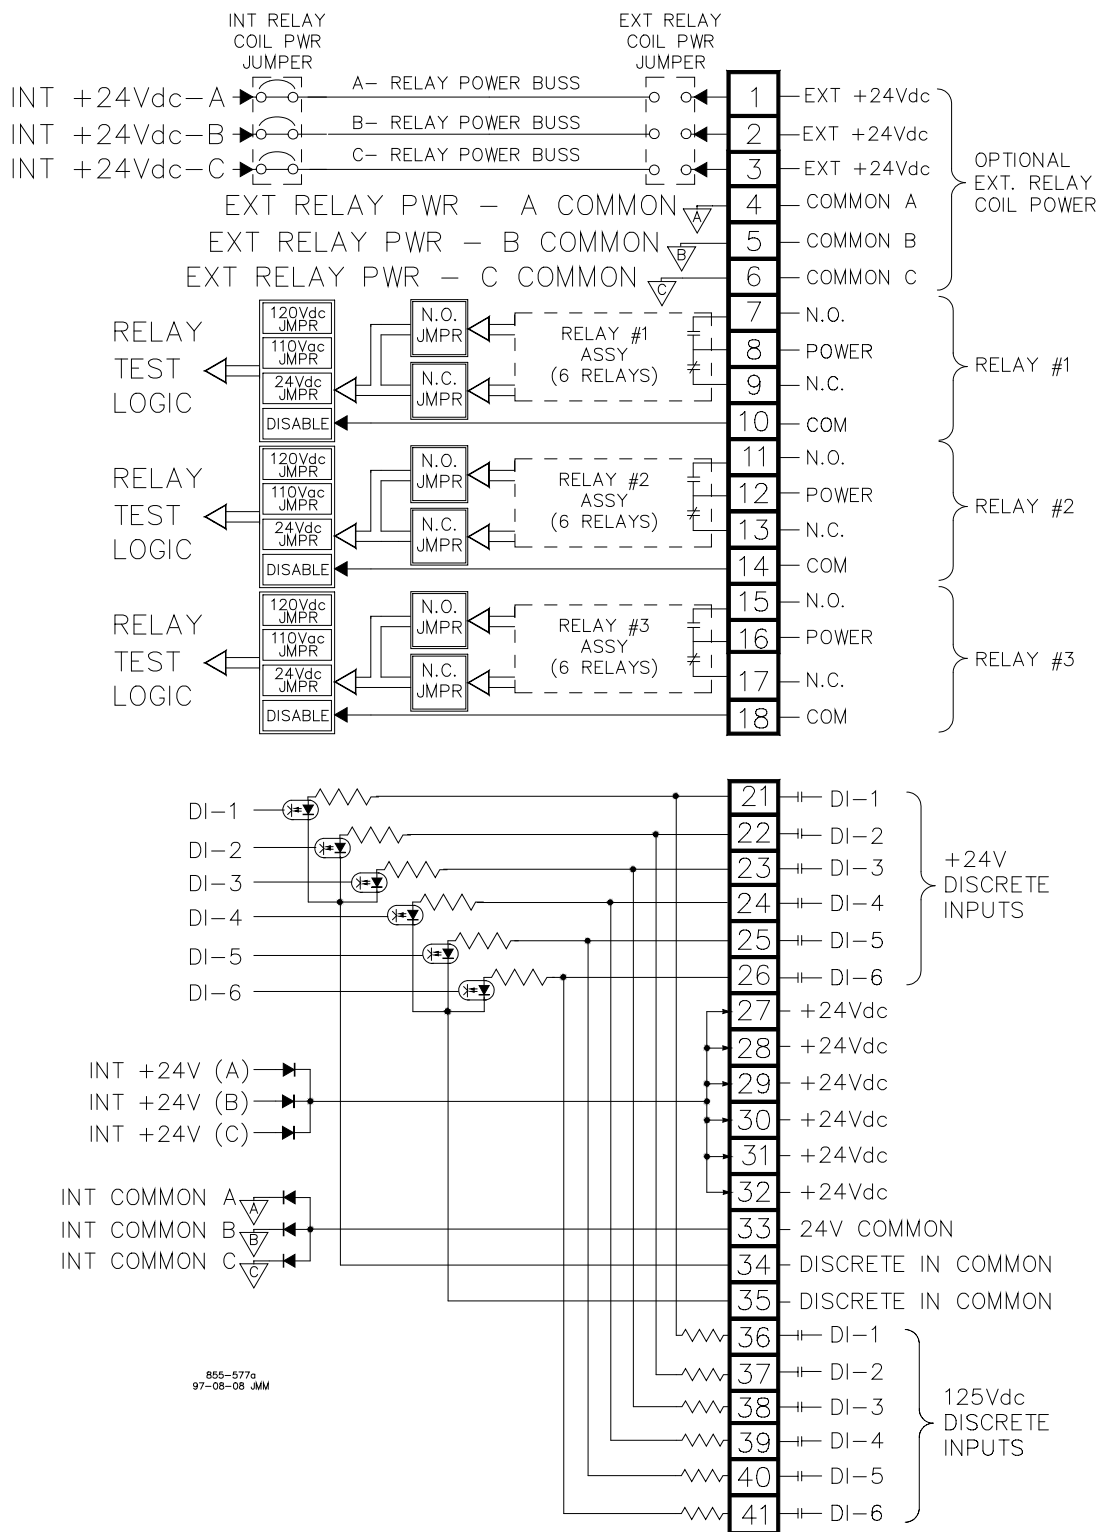 INT RELAY
COIL PWR
JUMPER
EXT RELAY
COIL PWR
JUMPER
INT +24Vdc-A
A- RELAY POWER BUSS
1
EXT +24Vdc
INT +24Vdc-B
B- RELAY POWER BUSS
2
EXT +24Vdc
INT +24Vdc-C
C- RELAY POWER BUSS
3
EXT +24Vdc
EXT RELAY PWR - A COMMON
A
4
COMMON A
EXT RELAY PWR - B COMMON
B
5
COMMON B
EXT RELAY PWR - C COMMON
C
6
COMMON C
OPTIONAL
EXT. RELAY
COIL POWER
RELAY
TEST
LOGIC
120Vdc
JMPR
110Vac
JMPR
24Vdc
JMPR
DISABLE
N.O.
JMPR
N.C.
JMPR
RELAY #1
ASSY
(6 RELAYS)
7
N.O.
8
POWER
9
N.C.
10
COM
RELAY #1
RELAY
TEST
LOGIC
120Vdc
JMPR
110Vac
JMPR
24Vdc
JMPR
DISABLE
N.O.
JMPR
N.C.
JMPR
RELAY #2
ASSY
(6 RELAYS)
11
N.O.
12
POWER
13
N.C.
14
COM
RELAY #2
RELAY
TEST
LOGIC
120Vdc
JMPR
110Vac
JMPR
24Vdc
JMPR
DISABLE
N.O.
JMPR
N.C.
JMPR
RELAY #3
ASSY
(6 RELAYS)
15
N.O.
16
POWER
17
N.C.
18
COM
RELAY #3
DI-1
21
DI-1
DI-2
22
DI-2
DI-3
23
DI-3
DI-4
24
DI-4
DI-5
25
DI-5
DI-6
26
DI-6
+24V
DISCRETE
INPUTS
27
+24Vdc
28
+24Vdc
29
+24Vdc
30
+24Vdc
31
+24Vdc
32
+24Vdc
INT +24V (A)
INT +24V (B)
INT +24V (C)
INT COMMON A
A
INT COMMON B
B
INT COMMON C
C
33
24V COMMON
34
DISCRETE IN COMMON
35
DISCRETE IN COMMON
36
DI-1
37
DI-2
38
DI-3
39
DI-4
40
DI-5
41
DI-6
125Vdc
DISCRETE
INPUTS
855-577a
97-08-08 JMM